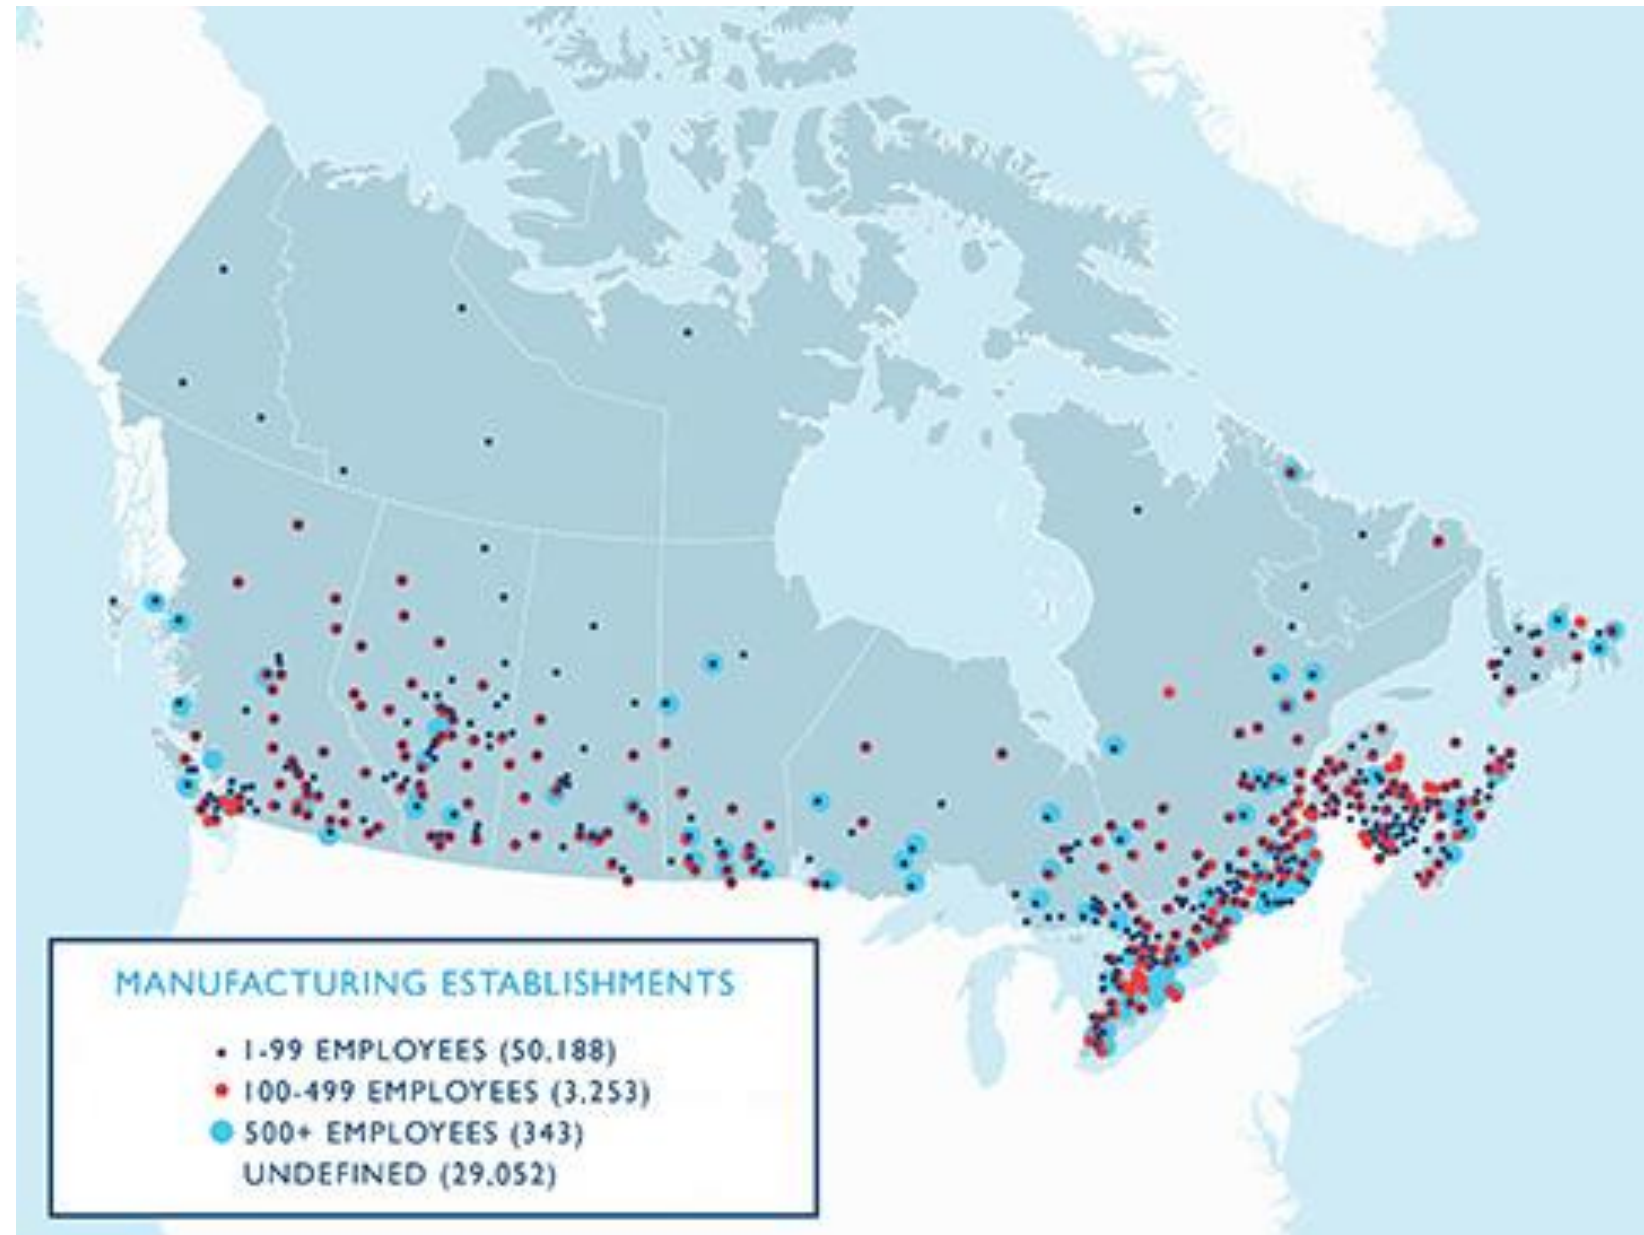 MANUFACTURING ESTABLISHMENTS
1-99 EMPLOYEES (50,188)
100-499 EMPLOYEES (3,253)
500+ EMPLOYEES (343)
UNDEFINED (29,052)